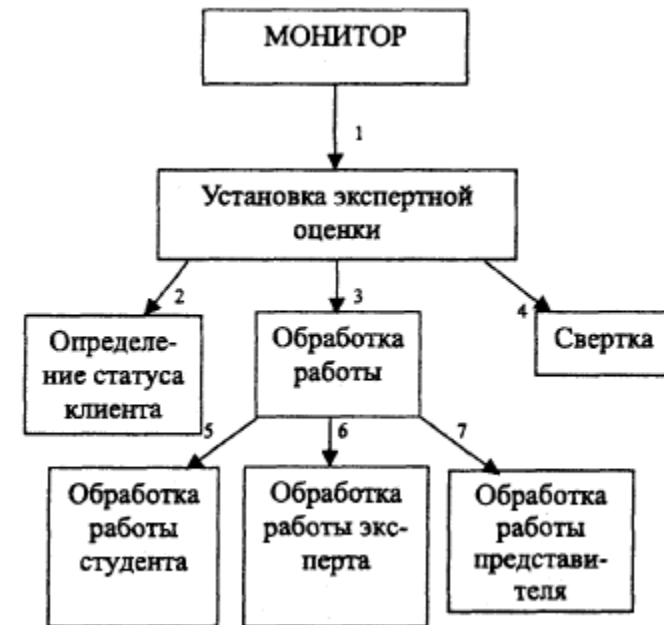 МОНИТОР
1
Установка экспертной
оценки
2
3
4
Определе-
ние статуса
клиента
Обработка
работы
Свертка
5
6
7
Обработка
работы
студента
Обработка
работы экс-
перта
Обработка
работы
представи-
теля